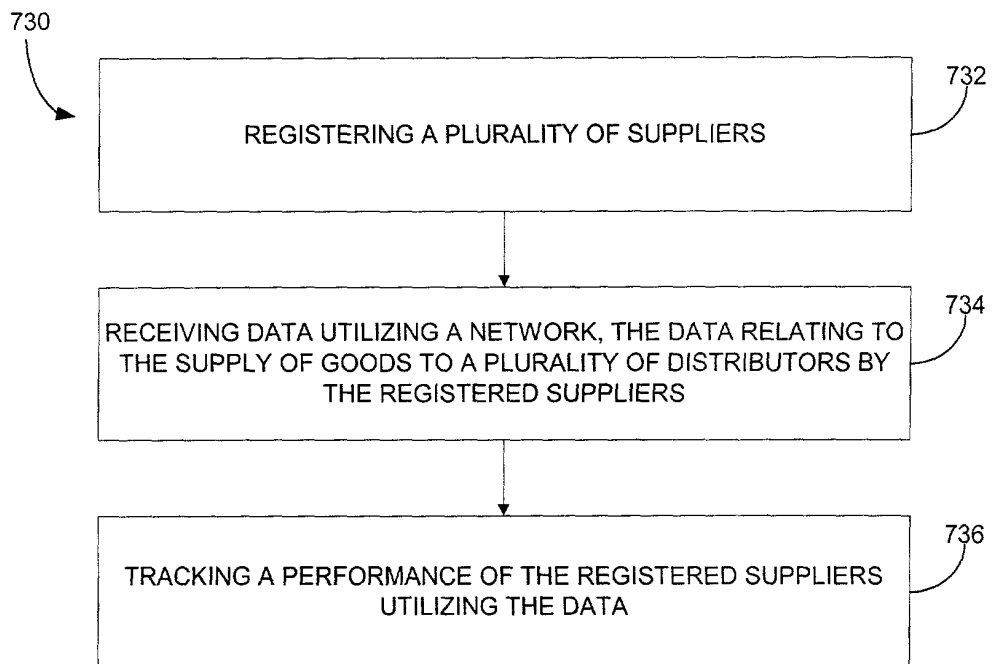 730
732
REGISTERING A PLURALITY OF SUPPLIERS
734
RECEIVING DATA UTILIZING A NETWORK, THE DATA RELATING TO
THE SUPPLY OF GOODS TO A PLURALITY OF DISTRIBUTORS BY
THE REGISTERED SUPPLIERS
736
TRACKING A PERFORMANCE OF THE REGISTERED SUPPLIERS
UTILIZING THE DATA